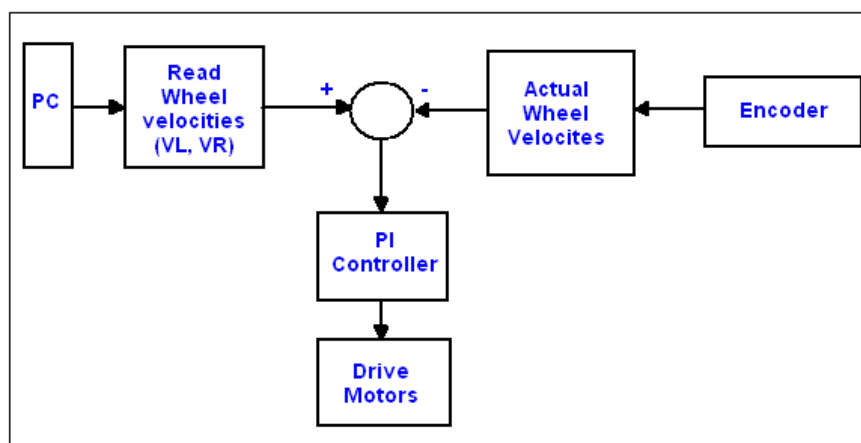 PC
Read
Wheel
velocities
(VL, VR)
+
-
Actual
Wheel
Velocites
Encoder
PI
Controller
Drive
Motors